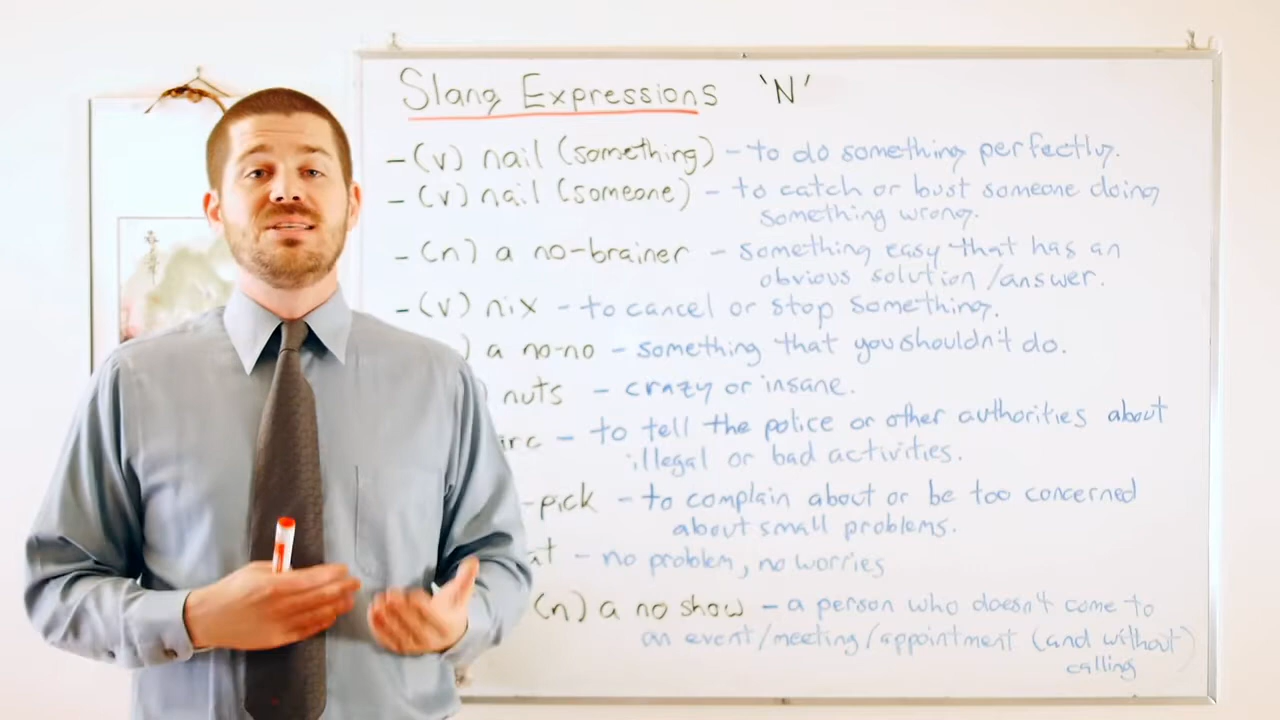 Slang Expressions 'N'
- (v) nail (something) - to do something perfectly.
- (v) nail (someone) - to catch or bust someone doing
something wrong.
- (n) a no-brainer - something easy that has an
obvious solution/answer.
- (v) nix - to cancel or stop something.
) a no-no - something that you shouldn't do.
nuts - crazy or insane.
arc - to tell the police or other authorities about
illegal or bad activities.
-pick - to complain about or be too concerned
about small problems.
at - no problem, no worries
(n) a no show - a person who doesn't come to
an event/meeting/appointment (and without)
calling